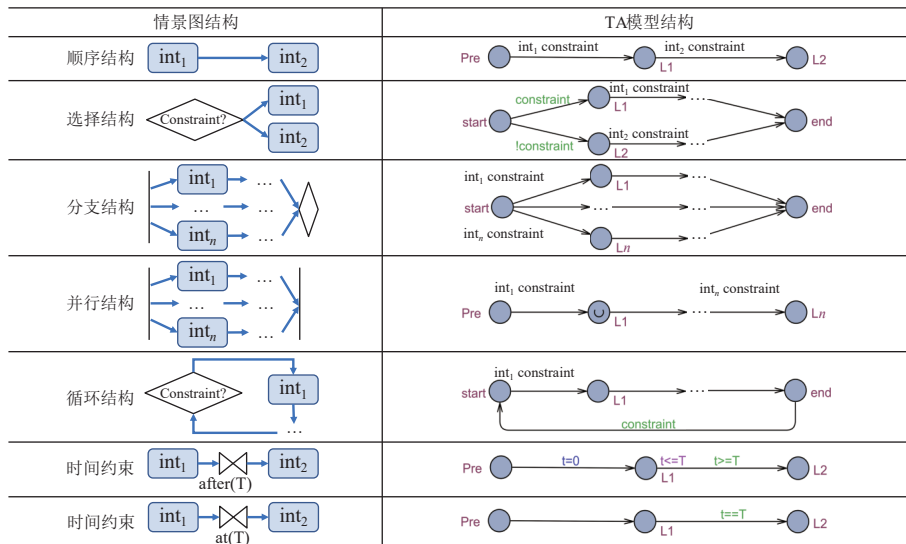 情景图结构 TA模型结构
顺序结构 int₁ int₂ Pre int₁ constraint L1 int₂ constraint L2
选择结构 Constraint? int₁ int₂ start constraint !constraint int₁ constraint L1 … int₂ constraint L2 … end
分支结构 int₁ … … … intₙ … int₁ constraint start intₙ constraint L1 … … … Ln … end
并行结构 int₁ … … … intₙ … Pre int₁ constraint ∪ L1 … intₙ constraint Ln
循环结构 Constraint? int₁ … start int₁ constraint L1 … end constraint
时间约束 int₁ after(T) int₂ Pre t=0 t<=T L1 t>=T L2
时间约束 int₁ at(T) int₂ Pre L1 t==T L2